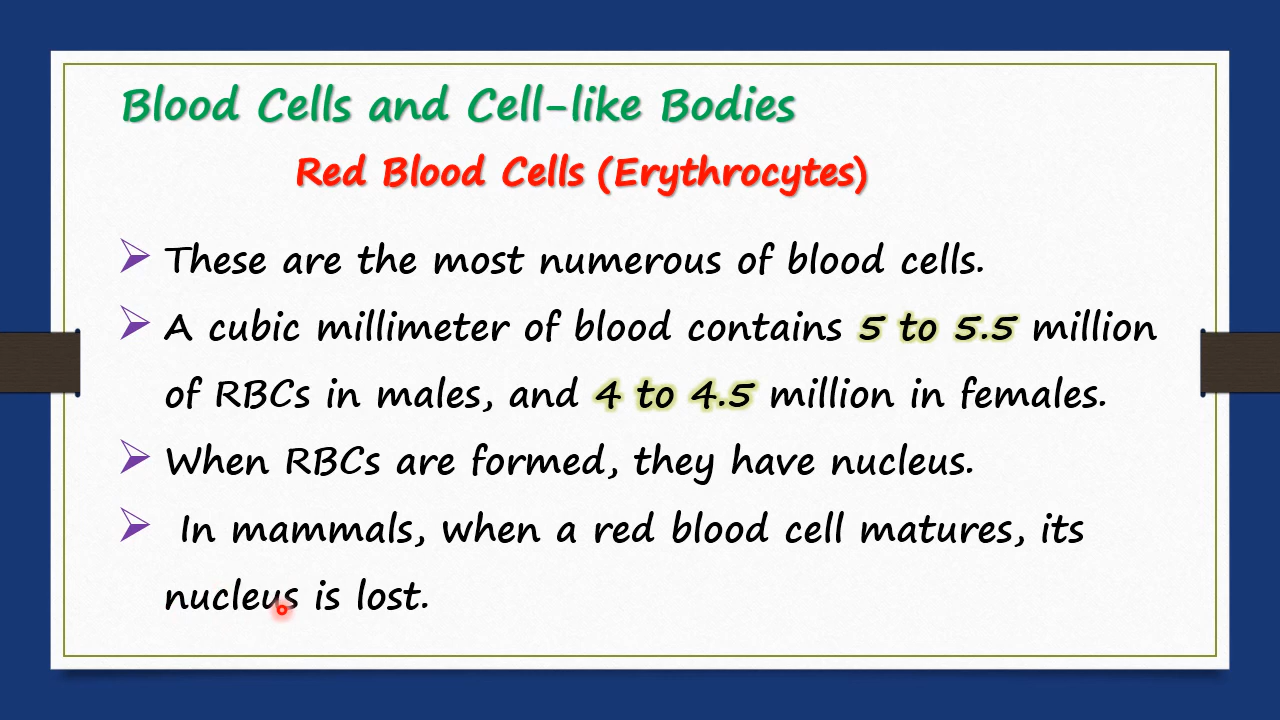 Blood Cells and Cell-like Bodies
Red Blood Cells (Erythrocytes)
These are the most numerous of blood cells.
A cubic millimeter of blood contains 5 to 5.5 million
of RBCs in males, and 4 to 4.5 million in females.
When RBCs are formed, they have nucleus.
In mammals, when a red blood cell matures, its
nucleus is lost.